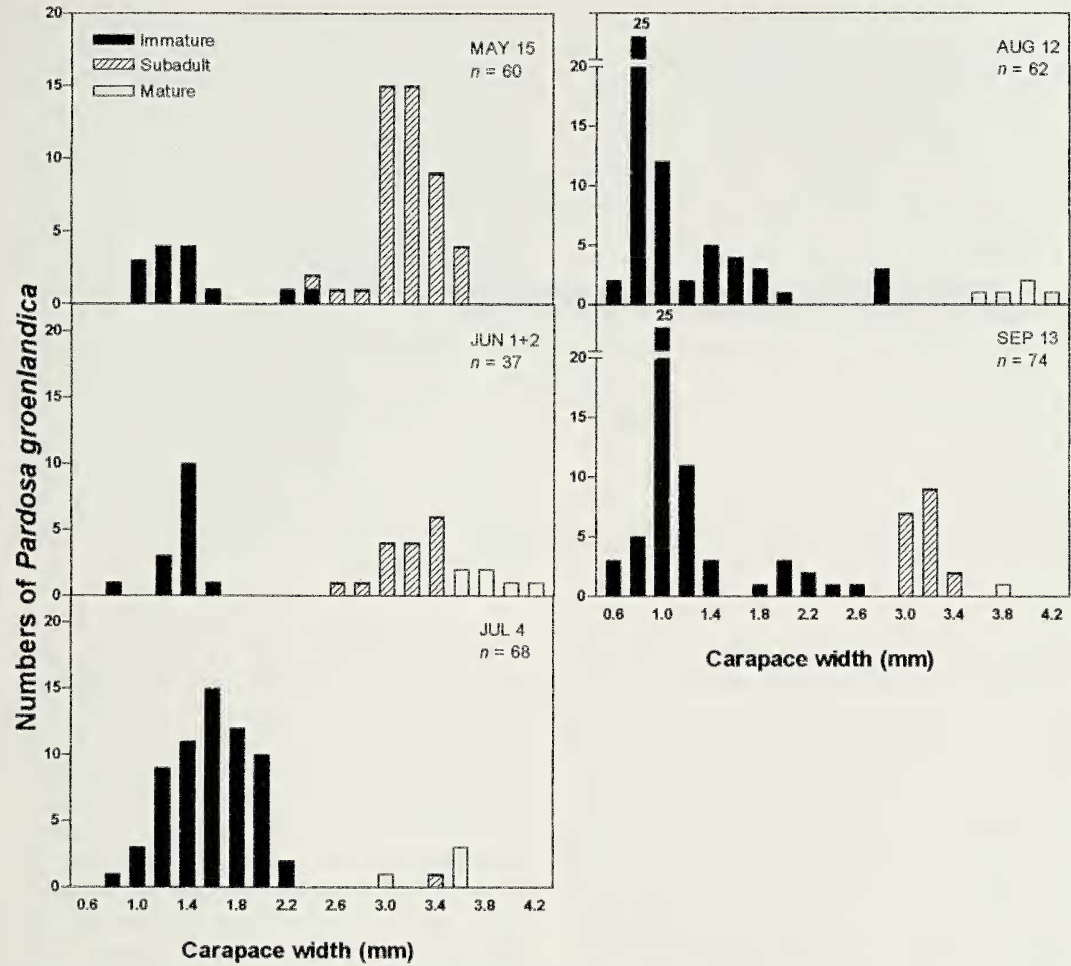 Numbers of Pardosa groenlandica
20
15
10
5
0
Immature
Subadult
Mature
MAY 15
n = 60
20
15
10
5
0
JUN 1+2
n = 37
20
15
10
5
0
JUL 4
n = 68
0.6 1.0 1.4 1.8 2.2 2.6 3.0 3.4 3.8 4.2
Carapace width (mm)
25
20
15
10
5
0
AUG 12
n = 62
25
20
15
10
5
0
SEP 13
n = 74
0.6 1.0 1.4 1.8 2.6 3.0 3.4 3.8 4.2
Carapace width (mm)